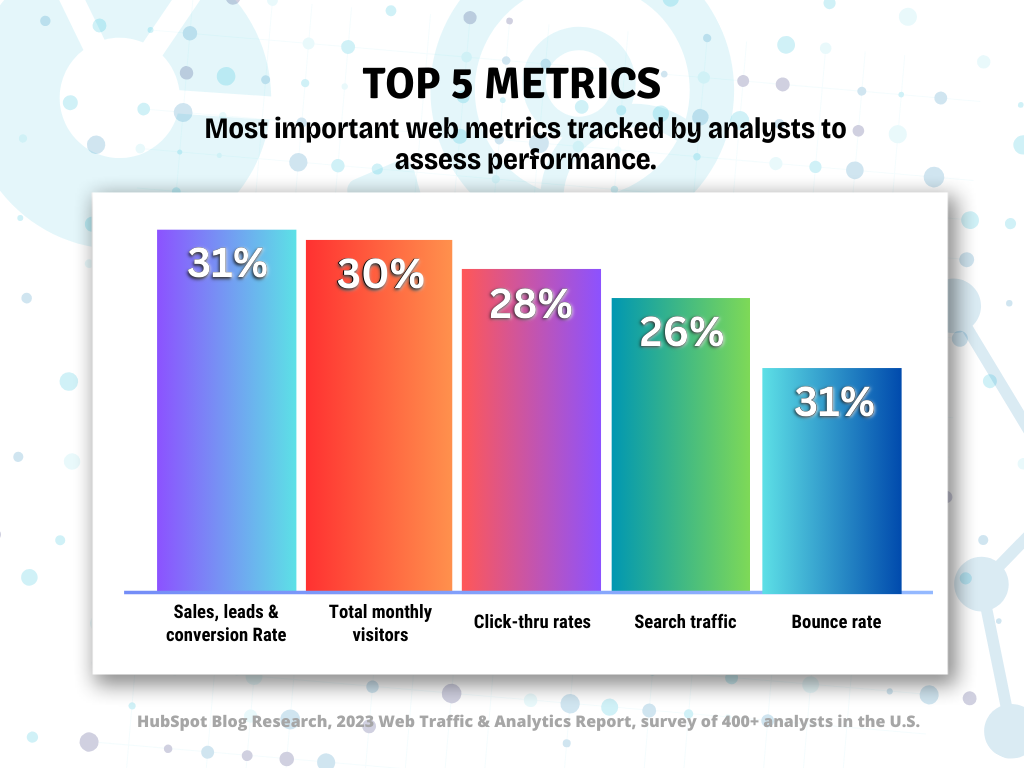 TOP 5 METRICS
Most important web metrics tracked by analysts to
assess performance.
31%
30%
28%
26%
31%
Sales, leads &
conversion Rate
Total monthly
visitors
Click-thru rates
Search traffic
Bounce rate
HubSpot Blog Research, 2023 Web Traffic & Analytics Report, survey of 400+ analysts in the U.S.